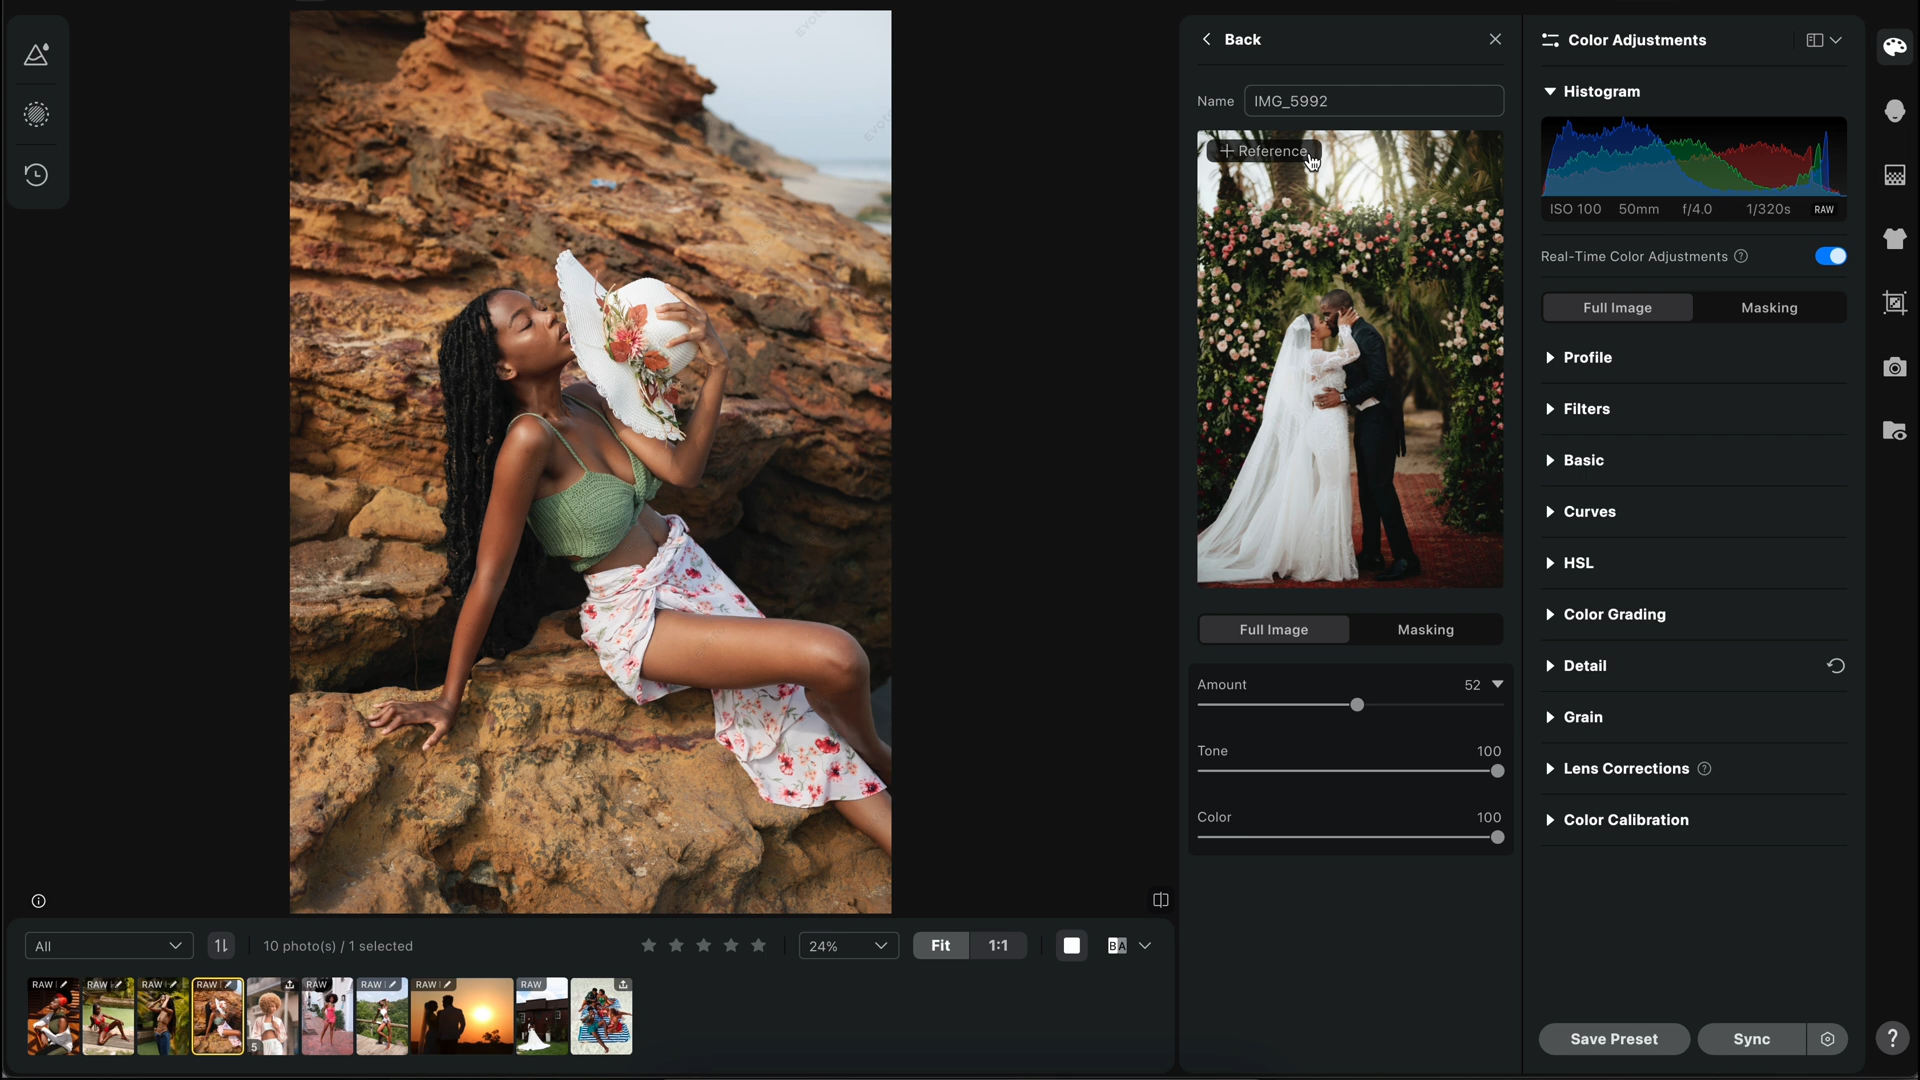 Back
Name IMG_5992
+ Reference
Full Image Masking
Amount 52
Tone 100
Color 100
Color Adjustments
Histogram
ISO 100 50mm f/4.0 1/320s RAW
Real-Time Color Adjustments ?
Full Image Masking
Profile
Filters
Basic
Curves
HSL
Color Grading
Detail
Grain
Lens Corrections ?
Color Calibration
Save Preset Sync ?
All 10 photo(s) / 1 selected 24% Fit 1:1 BA
RAW RAW RAW RAW RAW RAW RAW RAW
5